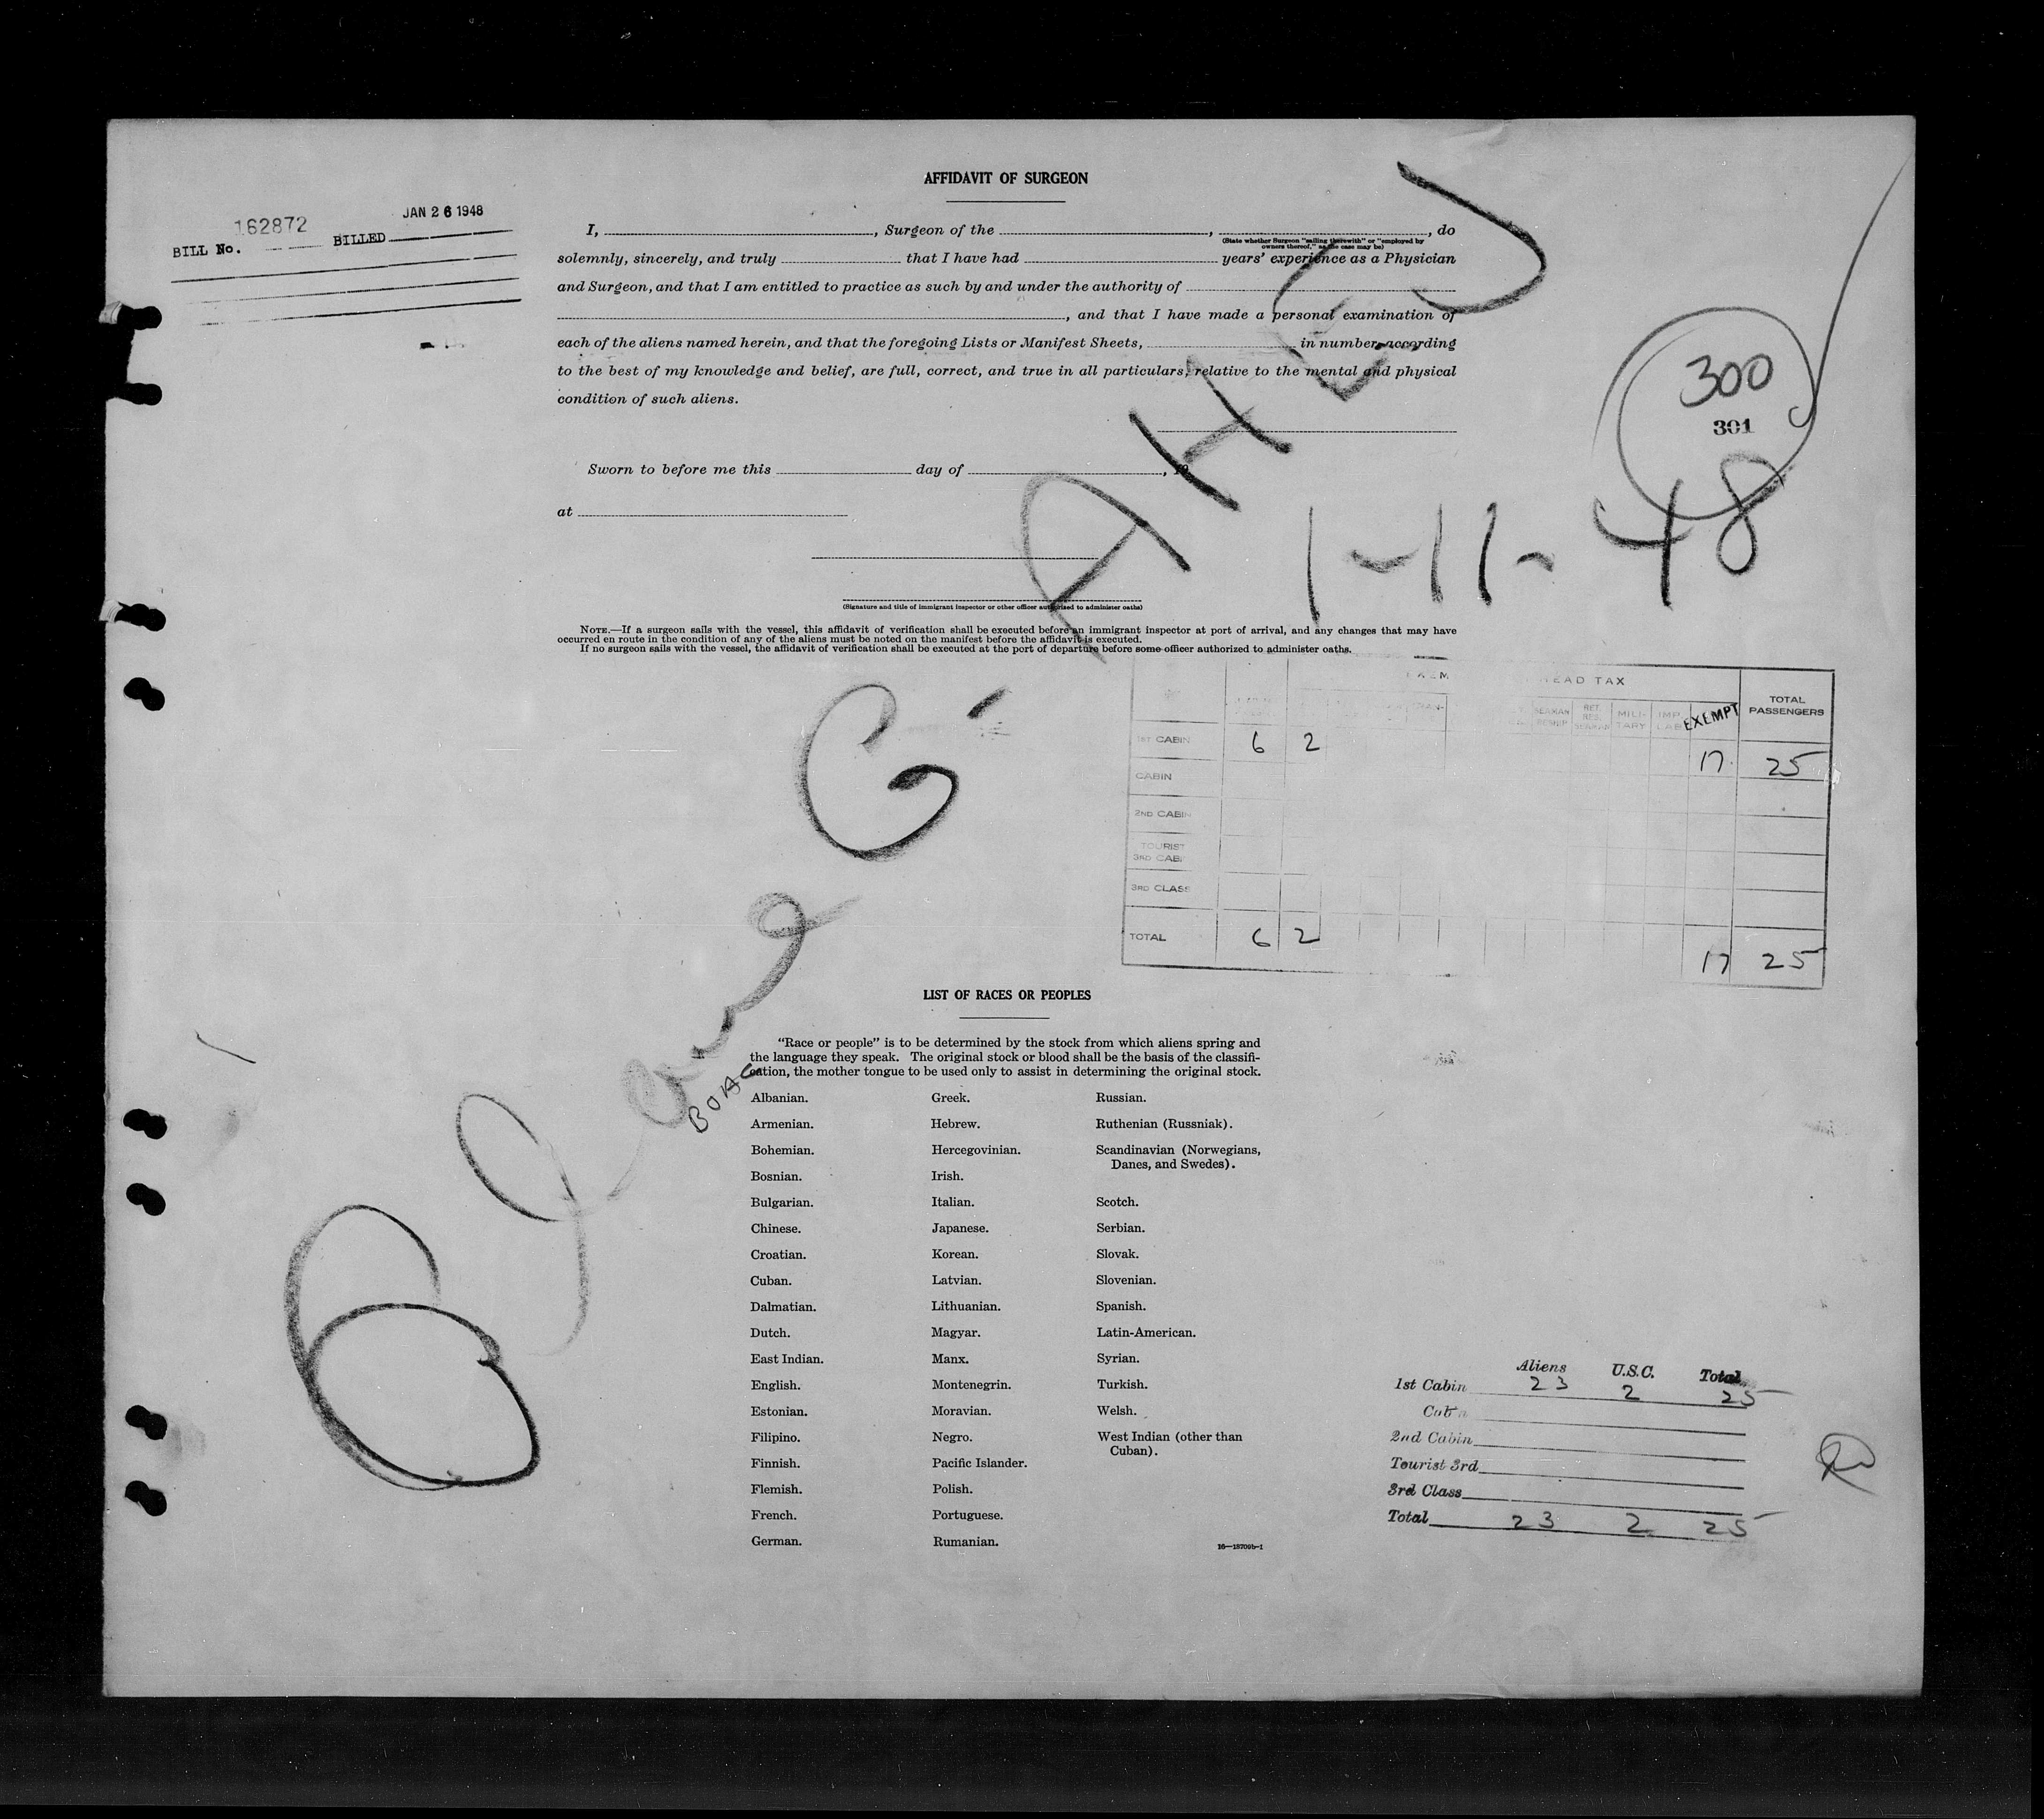 AFFIDAVIT OF SURGEON
162872
JAN 26 1948
BILL No. BILLED
I, , Surgeon of the , , do
(State whether Surgeon "sailing therewith" or "employed by
owners thereof," as the case may be)
solemnly, sincerely, and truly that I have had years' experience as a Physician
and Surgeon, and that I am entitled to practice as such by and under the authority of
, and that I have made a personal examination of
each of the aliens named herein, and that the foregoing Lists or Manifest Sheets, in number, according
to the best of my knowledge and belief, are full, correct, and true in all particulars, relative to the mental and physical
condition of such aliens.
300
301
Sworn to before me this day of , 19
at
1-11-48
(Signature and title of immigrant inspector or other officer authorized to administer oaths)
NOTE.—If a surgeon sails with the vessel, this affidavit of verification shall be executed before an immigrant inspector at port of arrival, and any changes that may have
occurred en route in the condition of any of the aliens must be noted on the manifest before the affidavit is executed.
If no surgeon sails with the vessel, the affidavit of verification shall be executed at the port of departure before some officer authorized to administer oaths.
Plane G-AHEJ
BOAC
HEAD TAX
TOTAL
PASSENGERS
SEAMAN
RESHIP
RET.
RES.
SEAMAN
MILI-
TARY
EXEMPT
1ST CABIN 6 2 17 25
CABIN
2ND CABIN
TOURIST
3RD CABI
3RD CLASS
TOTAL 6 2 17 25
LIST OF RACES OR PEOPLES
"Race or people" is to be determined by the stock from which aliens spring and
the language they speak. The original stock or blood shall be the basis of the classifi-
cation, the mother tongue to be used only to assist in determining the original stock.
Albanian.
Armenian.
Bohemian.
Bosnian.
Bulgarian.
Chinese.
Croatian.
Cuban.
Dalmatian.
Dutch.
East Indian.
English.
Estonian.
Filipino.
Finnish.
Flemish.
French.
German.
Greek.
Hebrew.
Hercegovinian.
Irish.
Italian.
Japanese.
Korean.
Latvian.
Lithuanian.
Magyar.
Manx.
Montenegrin.
Moravian.
Negro.
Pacific Islander.
Polish.
Portuguese.
Rumanian.
Russian.
Ruthenian (Russniak).
Scandinavian (Norwegians,
Danes, and Swedes).
Scotch.
Serbian.
Slovak.
Slovenian.
Spanish.
Latin-American.
Syrian.
Turkish.
Welsh.
West Indian (other than
Cuban).
16—18709b-1
Aliens U.S.C. Total
1st Cabin 23 2 25
Cabin
2nd Cabin
Tourist 3rd
3rd Class
Total 23 2 25